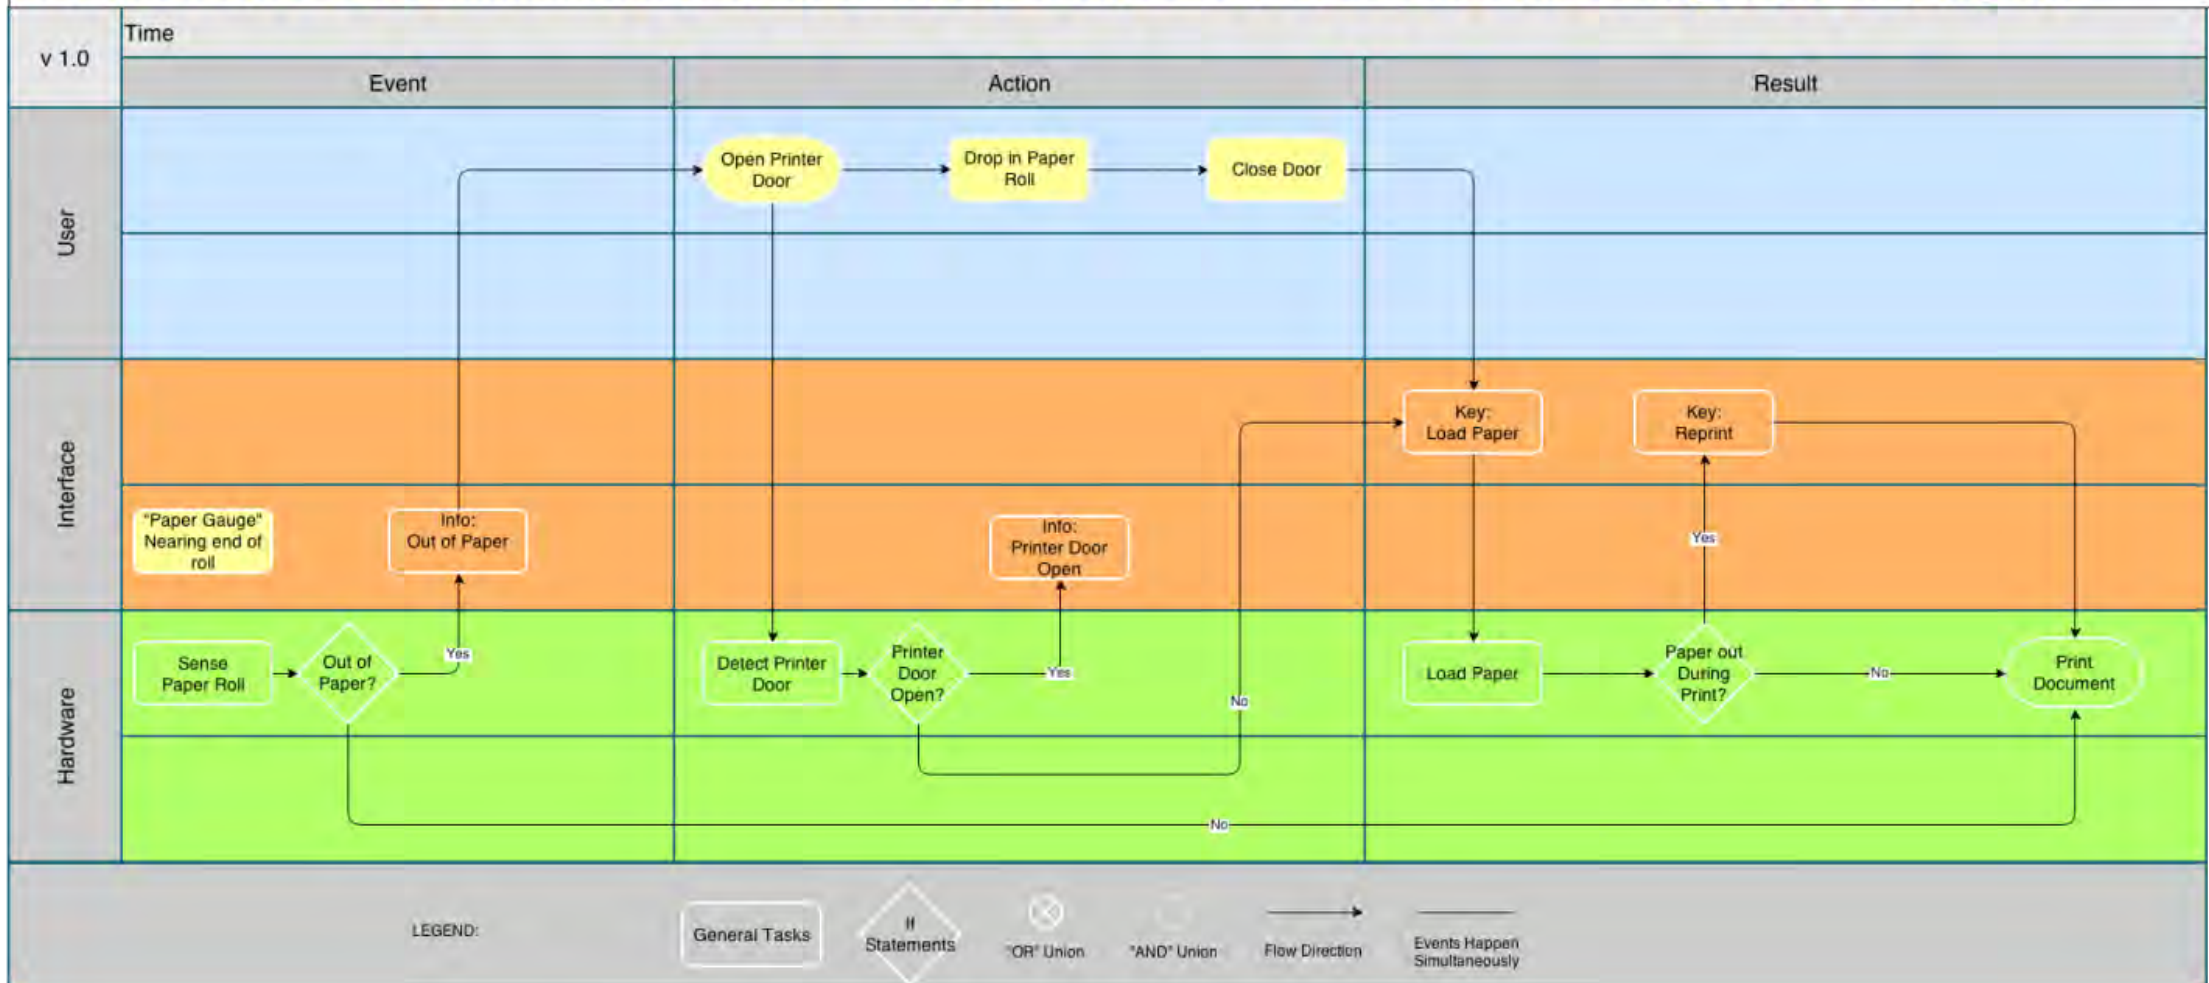 v 1.0
Time
Event
Action
Result
User
Open Printer
Door
Drop in Paper
Roll
Close Door
Interface
Key:
Load Paper
Key:
Reprint
"Paper Gauge"
Nearing end of
roll
Info:
Out of Paper
Info:
Printer Door
Open
Yes
Hardware
Sense
Paper Roll
Out of
Paper?
Yes
Detect Printer
Door
Printer
Door
Open?
Yes
No
Load Paper
Paper out
During
Print?
No
Print
Document
No
LEGEND:
General Tasks
If
Statements
"OR" Union
"AND" Union
Flow Direction
Events Happen
Simultaneously